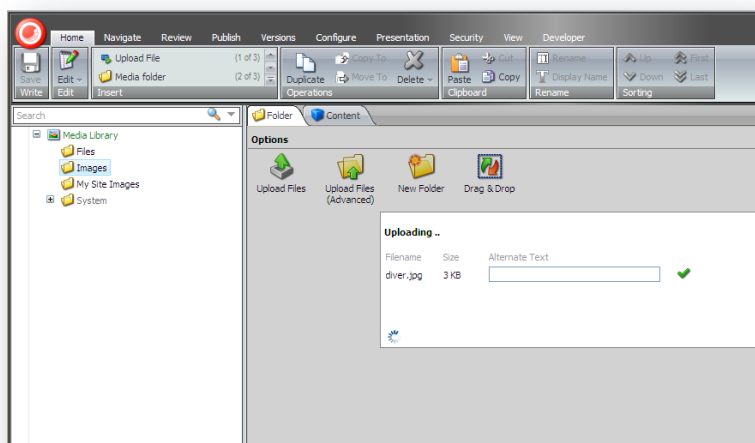 Home Navigate Review Publish Versions Configure Presentation Security View Developer
Save
Write
Edit
Edit
Upload File (1 of 3)
Media folder (2 of 3)
Insert
Duplicate
Copy To
Move To
Delete
Operations
Paste
Cut
Copy
Clipboard
Rename
Display Name
Rename
Up First
Down Last
Sorting
Search
Media Library
Files
Images
My Site Images
System
Folder Content
Options
Upload Files
Upload Files
(Advanced)
New Folder
Drag & Drop
Uploading ..
Filename Size Alternate Text
diver.jpg 3 KB